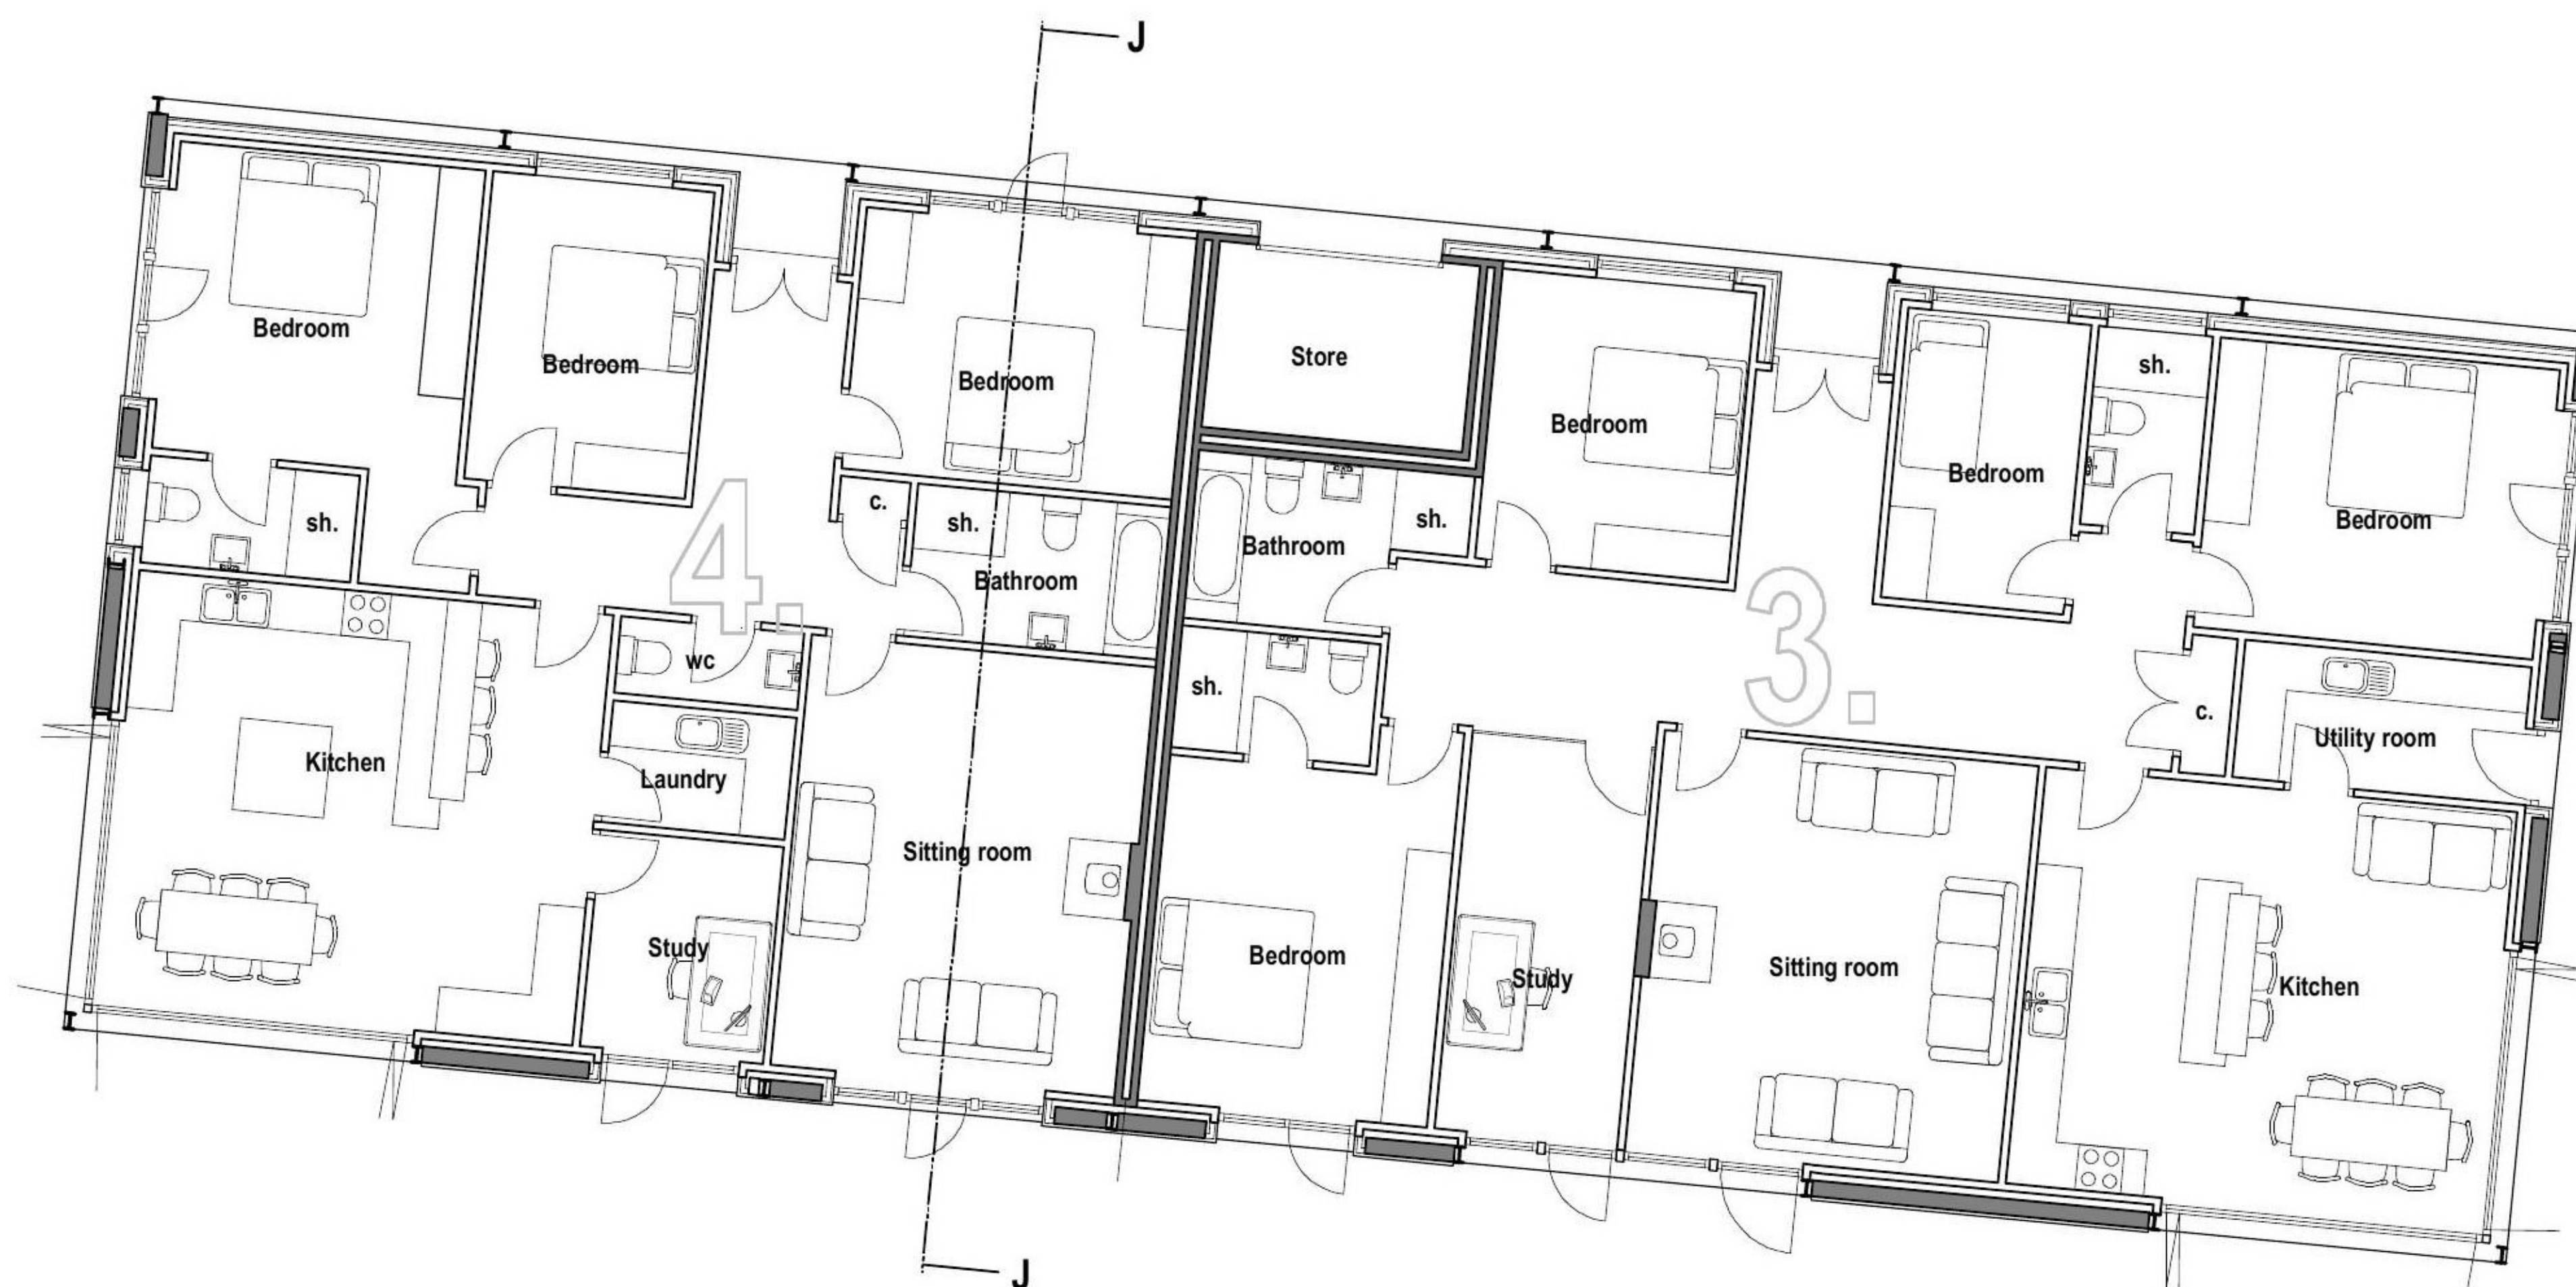 J
Bedroom
Bedroom
Bedroom
Store
Bedroom
Bedroom
sh.
Bedroom
sh.
c.
sh.
Bathroom
Bathroom
sh.
4.
3.
wc
sh.
c.
Utility room
Kitchen
Laundry
Sitting room
Study
Bedroom
Study
Sitting room
Kitchen
J